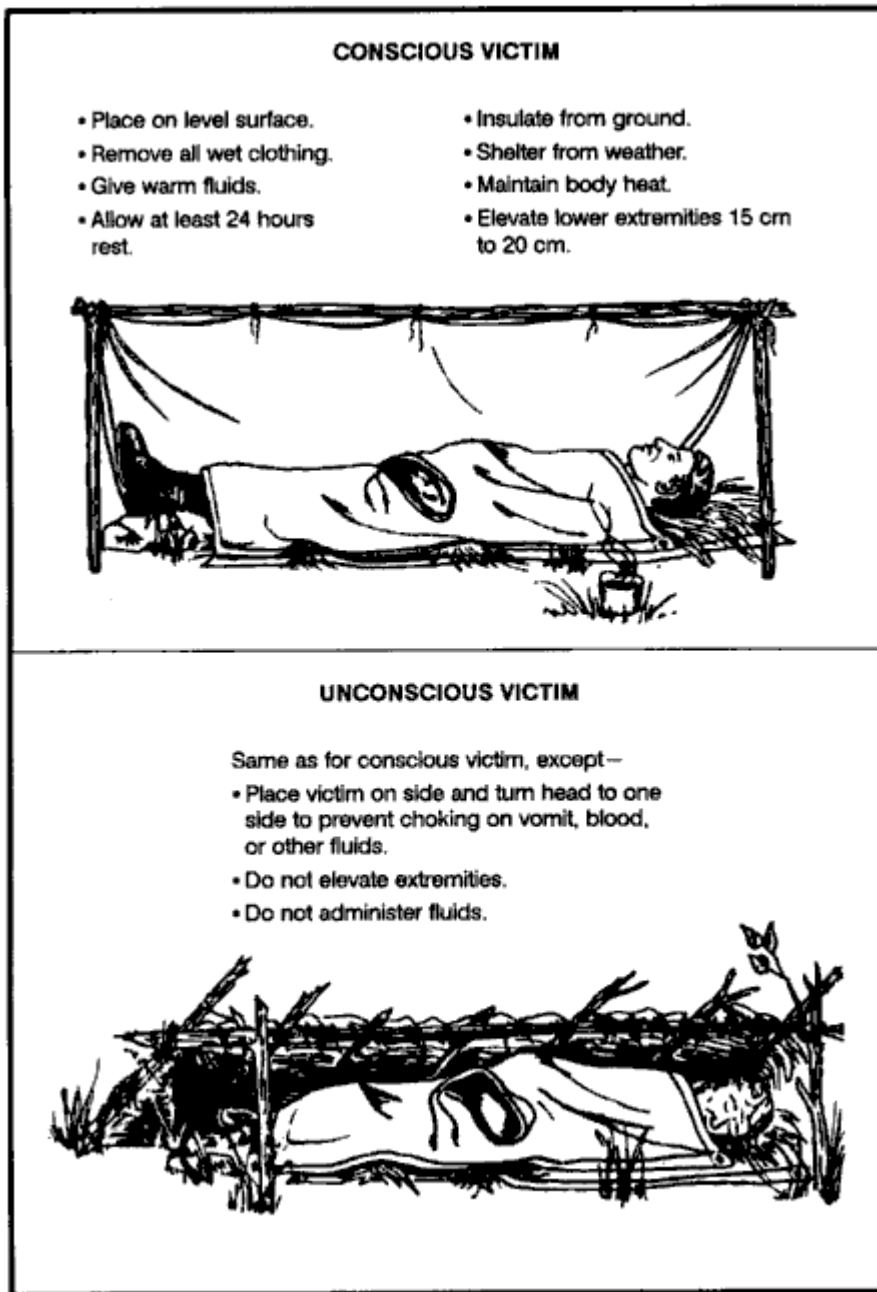 CONSCIOUS VICTIM
• Place on level surface.
• Remove all wet clothing.
• Give warm fluids.
• Allow at least 24 hours
rest.
• Insulate from ground.
• Shelter from weather.
• Maintain body heat.
• Elevate lower extremities 15 cm
to 20 cm.
UNCONSCIOUS VICTIM
Same as for conscious victim, except—
• Place victim on side and turn head to one
side to prevent choking on vomit, blood,
or other fluids.
• Do not elevate extremities.
• Do not administer fluids.